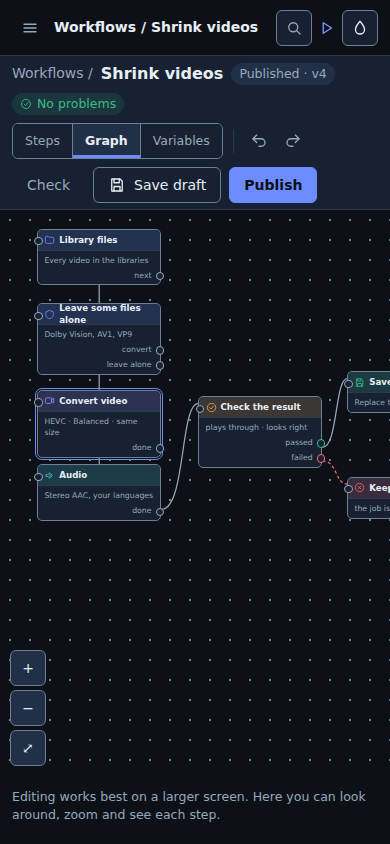 Workflows / Shrink videos
Workflows / Shrink videos Published · v4
No problems
Steps Graph Variables
Check Save draft Publish
Library files
Every video in the libraries
next
Leave some files alone
Dolby Vision, AV1, VP9
convert
leave alone
Convert video
HEVC · Balanced · same size
done
Audio
Stereo AAC, your languages
done
Check the result
plays through · looks right
passed
failed
Save
Replace t
Keep
the job is
+
−
Editing works best on a larger screen. Here you can look
around, zoom and see each step.